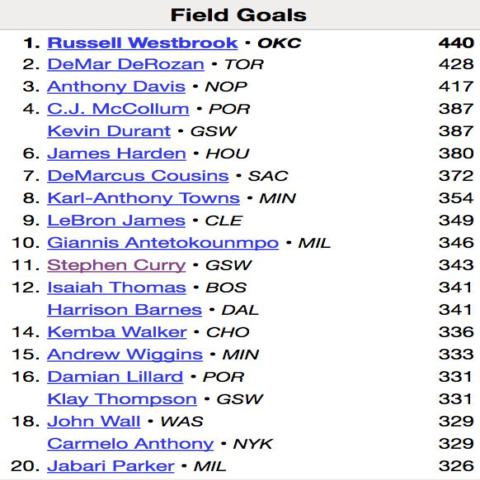 Field Goals
1. Russell Westbrook • OKC 440
2. DeMar DeRozan • TOR 428
3. Anthony Davis • NOP 417
4. C.J. McCollum • POR 387
Kevin Durant • GSW 387
6. James Harden • HOU 380
7. DeMarcus Cousins • SAC 372
8. Karl-Anthony Towns • MIN 354
9. LeBron James • CLE 349
10. Giannis Antetokounmpo • MIL 346
11. Stephen Curry • GSW 343
12. Isaiah Thomas • BOS 341
Harrison Barnes • DAL 341
14. Kemba Walker • CHO 336
15. Andrew Wiggins • MIN 333
16. Damian Lillard • POR 331
Klay Thompson • GSW 331
18. John Wall • WAS 329
Carmelo Anthony • NYK 329
20. Jabari Parker • MIL 326